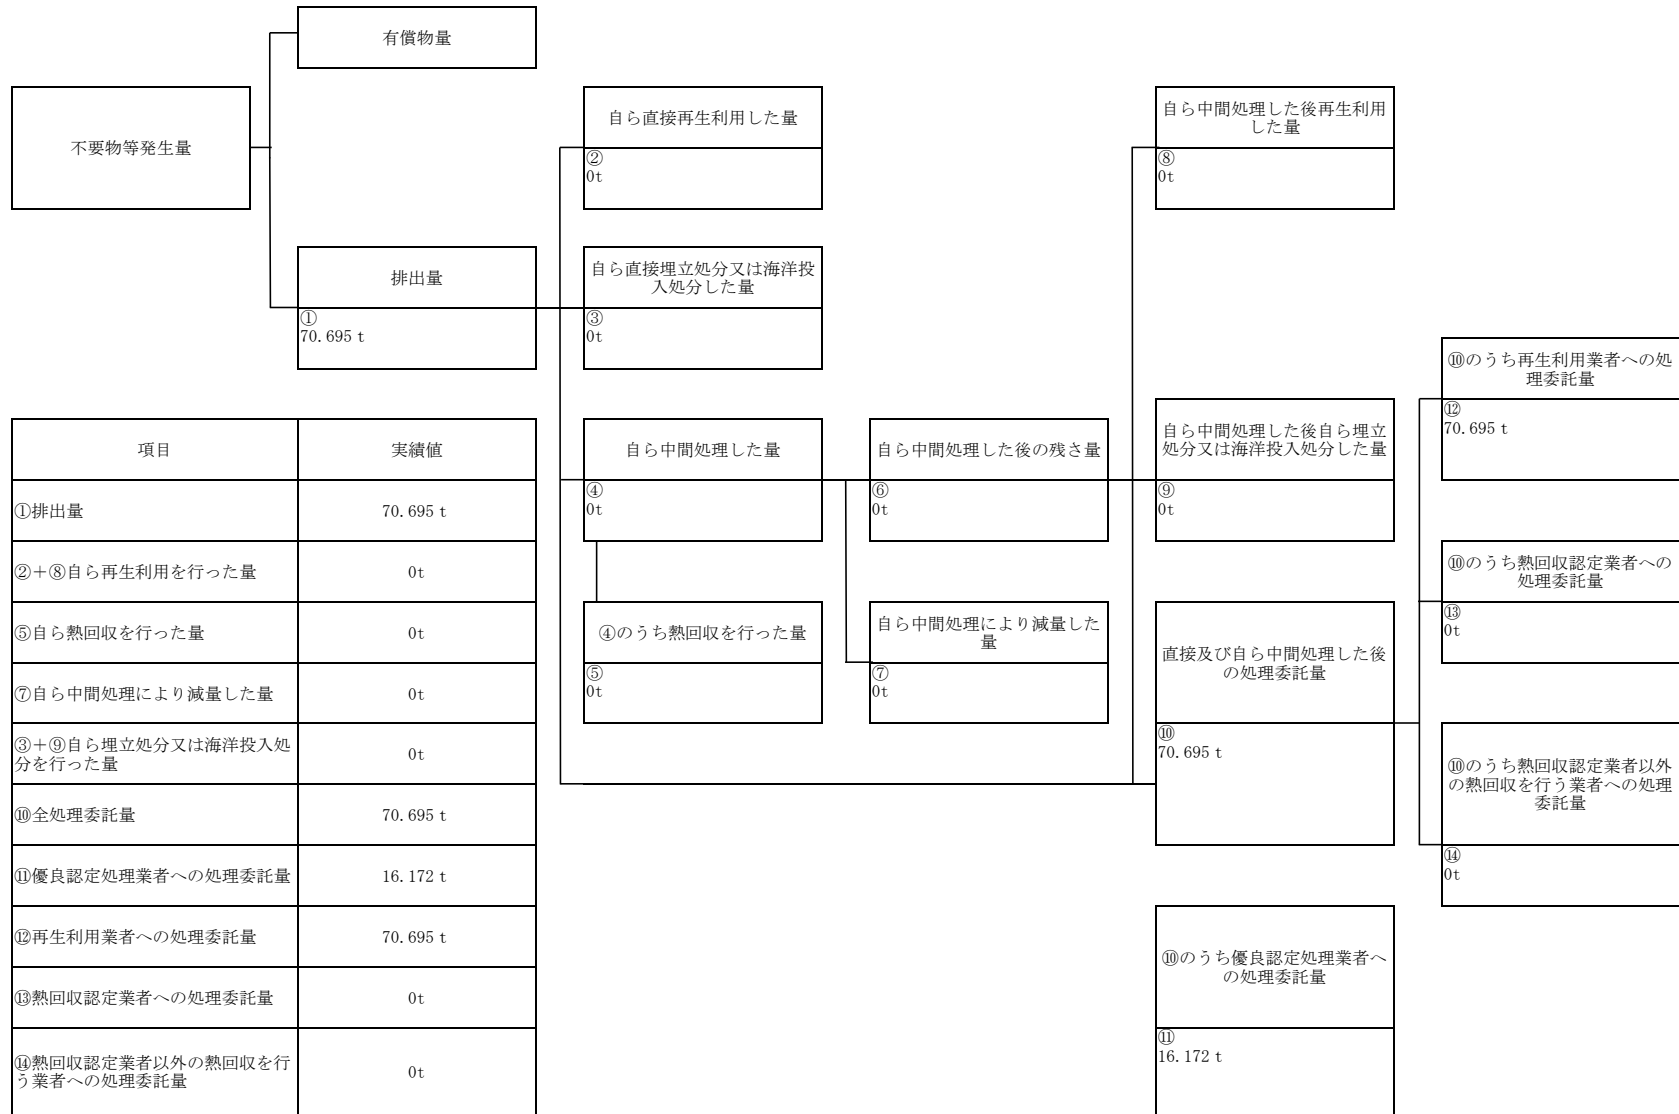 有償物量
不要物等発生量
排出量
①
70.695 t
自ら直接再生利用した量
②
0t
自ら直接埋立処分又は海洋投
入処分した量
③
0t
自ら中間処理した量
④
0t
④のうち熱回収を行った量
⑤
0t
自ら中間処理した後の残さ量
⑥
0t
自ら中間処理により減量した
量
⑦
0t
自ら中間処理した後再生利用
した量
⑧
0t
自ら中間処理した後自ら埋立
処分又は海洋投入処分した量
⑨
0t
直接及び自ら中間処理した後
の処理委託量
⑩
70.695 t
⑩のうち優良認定処理業者へ
の処理委託量
⑪
16.172 t
⑩のうち再生利用業者への処
理委託量
⑫
70.695 t
⑩のうち熱回収認定業者への
処理委託量
⑬
0t
⑩のうち熱回収認定業者以外
の熱回収を行う業者への処理
委託量
⑭
0t
項目 実績値
①排出量 70.695 t
②＋⑧自ら再生利用を行った量 0t
⑤自ら熱回収を行った量 0t
⑦自ら中間処理により減量した量 0t
③＋⑨自ら埋立処分又は海洋投入処
分を行った量 0t
⑩全処理委託量 70.695 t
⑪優良認定処理業者への処理委託量 16.172 t
⑫再生利用業者への処理委託量 70.695 t
⑬熱回収認定業者への処理委託量 0t
⑭熱回収認定業者以外の熱回収を行
う業者への処理委託量 0t